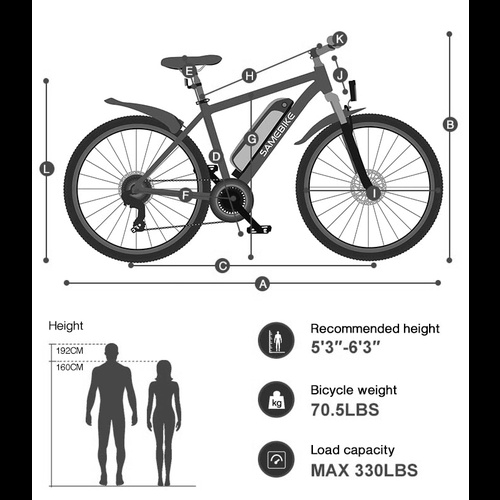 K
E
H
J
B
G
SAMEBIKE
D
L
F
I
C
A
Height
192CM
160CM
Recommended height
5'3″-6'3″
kg
Bicycle weight
70.5LBS
Load capacity
MAX 330LBS